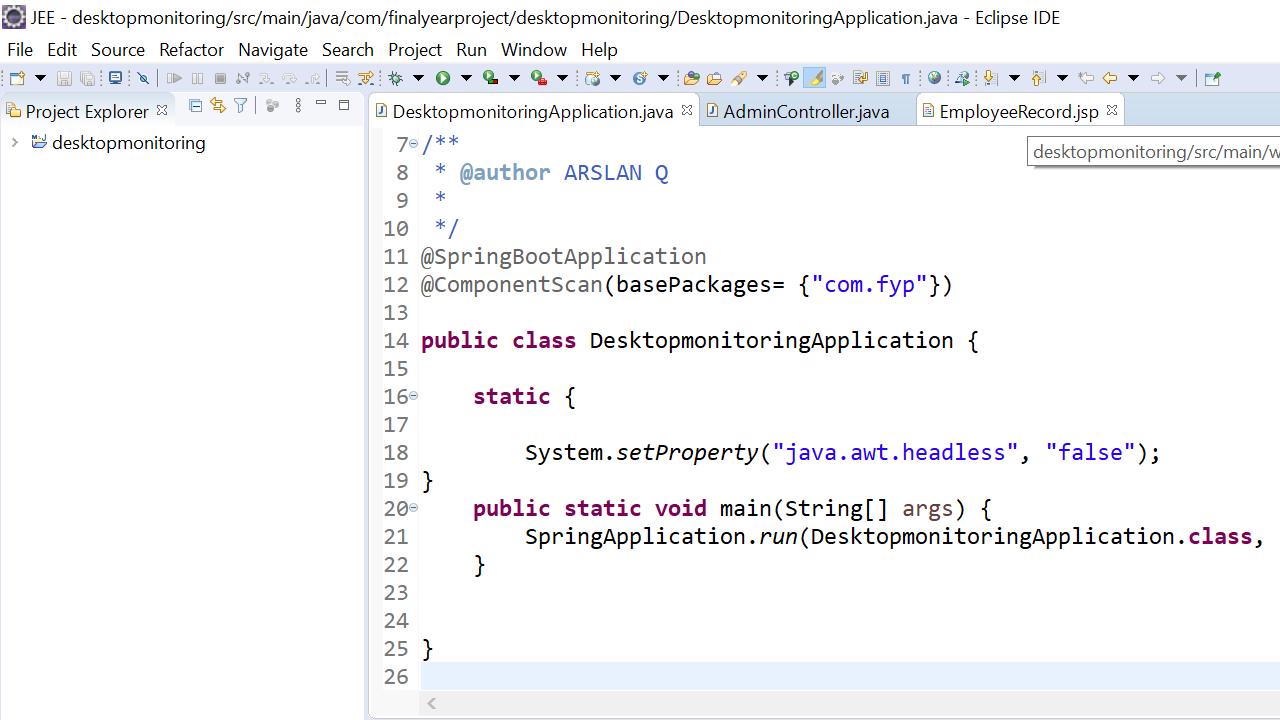 JEE - desktopmonitoring/src/main/java/com/finalyearproject/desktopmonitoring/DesktopmonitoringApplication.java - Eclipse IDE
File Edit Source Refactor Navigate Search Project Run Window Help
Project Explorer
DesktopmonitoringApplication.java
AdminController.java
EmployeeRecord.jsp
desktopmonitoring
desktopmonitoring/src/main/w
7 /**
8 * @author ARSLAN Q
9 *
10 */
11 @SpringBootApplication
12 @ComponentScan(basePackages= {"com.fyp"})
13
14 public class DesktopmonitoringApplication {
15
16 static {
17
18 System.setProperty("java.awt.headless", "false");
19 }
20 public static void main(String[] args) {
21 SpringApplication.run(DesktopmonitoringApplication.class,
22 }
23
24
25 }
26